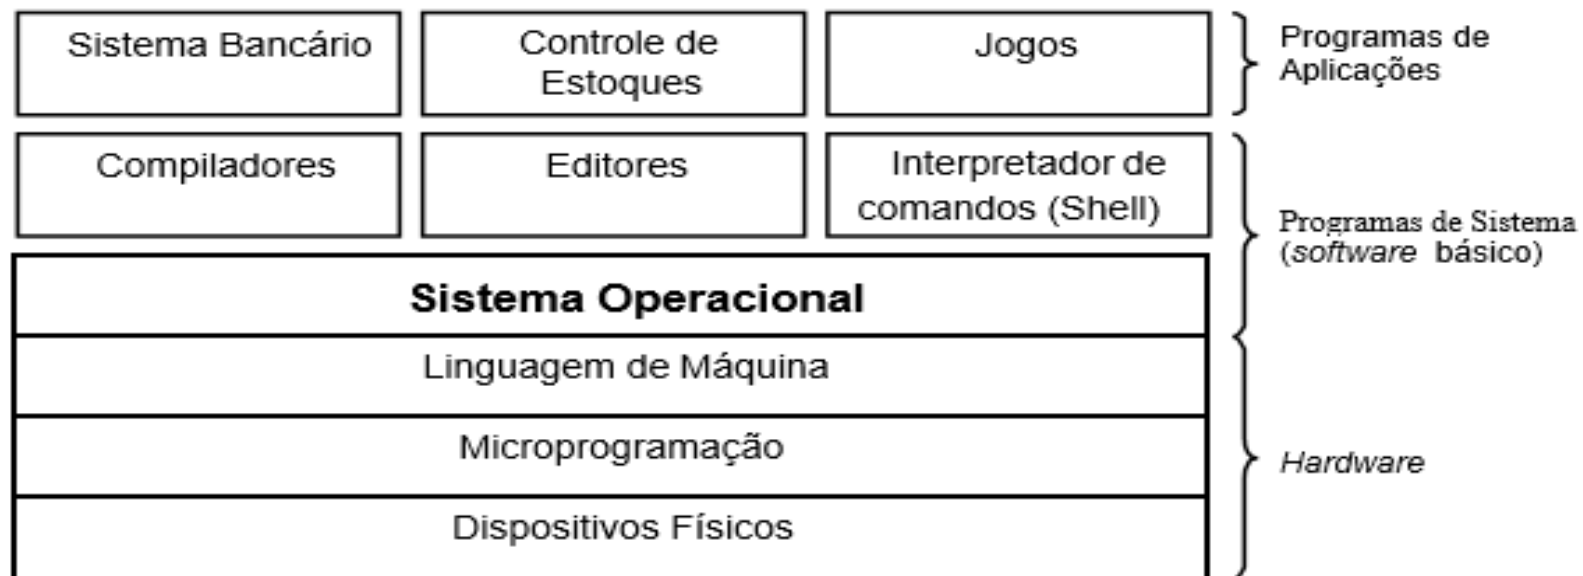 Sistema Bancário
Controle de
Estoques
Jogos
Programas de
Aplicações
Compiladores
Editores
Interpretador de
comandos (Shell)
Programas de Sistema
(software básico)
Sistema Operacional
Linguagem de Máquina
Microprogramação
Dispositivos Físicos
Hardware